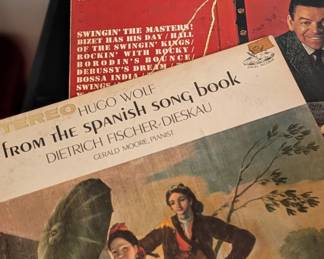 SWINGIN' THE MASTERS!
BIZET HAS HIS DAY / HALL
OF THE SWINGIN' KINGS/
ROCKIN' WITH ROCKY/
BORODIN'S BOUNCE/
DEBUSSY'S DREAM/
BOSSA INDIA/
SWINGS
STEREO
HUGO WOLF
from the spanish song book
DIETRICH FISCHER-DIESKAU
GERALD MOORE, PIANIST